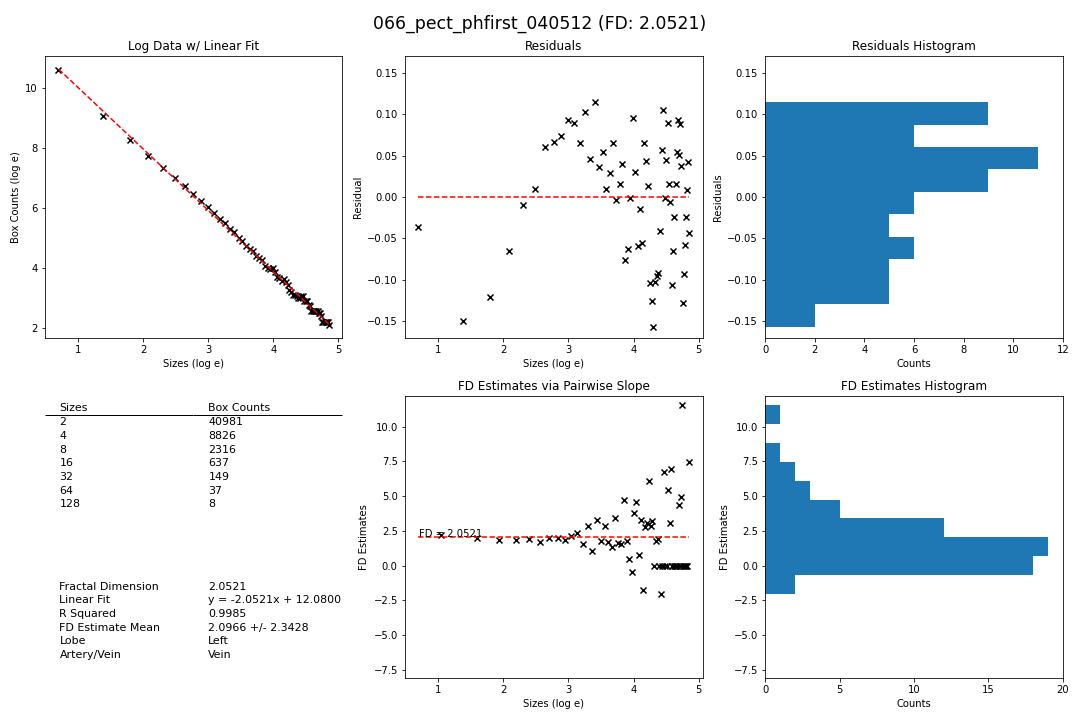 066_pect_phfirst_040512 (FD: 2.0521)
Log Data w/ Linear Fit
Box Counts (log e)
10
8
6
4
2
1
2
3
4
5
Sizes (log e)
Residuals
Residual
0.15
0.10
0.05
0.00
−0.05
−0.10
−0.15
1
2
3
4
5
Sizes (log e)
Residuals Histogram
Residuals
0.15
0.10
0.05
0.00
−0.05
−0.10
−0.15
0
2
4
6
8
10
12
Counts
Sizes Box Counts
2 40981
4 8826
8 2316
16 637
32 149
64 37
128 8
Fractal Dimension 2.0521
Linear Fit y = -2.0521x + 12.0800
R Squared 0.9985
FD Estimate Mean 2.0966 +/- 2.3428
Lobe Left
Artery/Vein Vein
FD Estimates via Pairwise Slope
FD Estimates
10.0
7.5
5.0
2.5
0.0
−2.5
−5.0
−7.5
FD = 2.0521
1
2
3
4
5
Sizes (log e)
FD Estimates Histogram
FD Estimates
10.0
7.5
5.0
2.5
0.0
−2.5
−5.0
−7.5
0
5
10
15
20
Counts